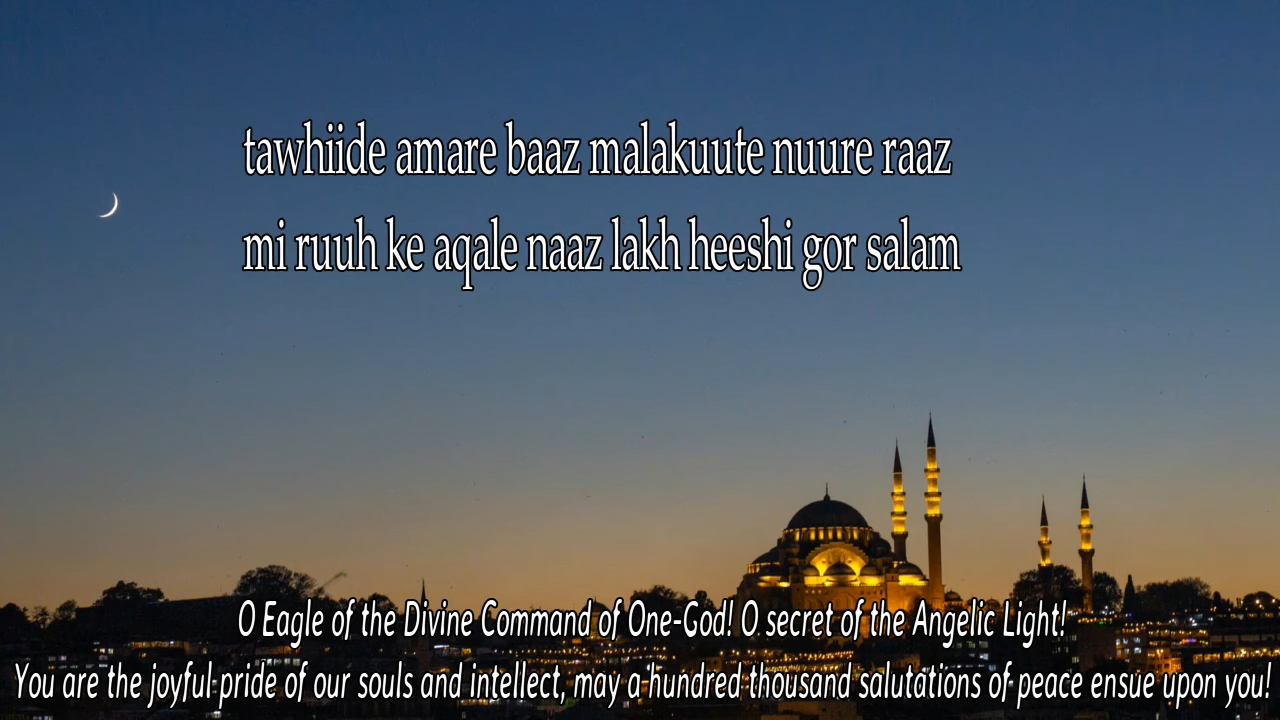 tawhiide amare baaz malakuute nuure raaz
mi ruuh ke aqale naaz lakh heeshi gor salam
O Eagle of the Divine Command of One-God! O secret of the Angelic Light!
You are the joyful pride of our souls and intellect, may a hundred thousand salutations of peace ensue upon you!